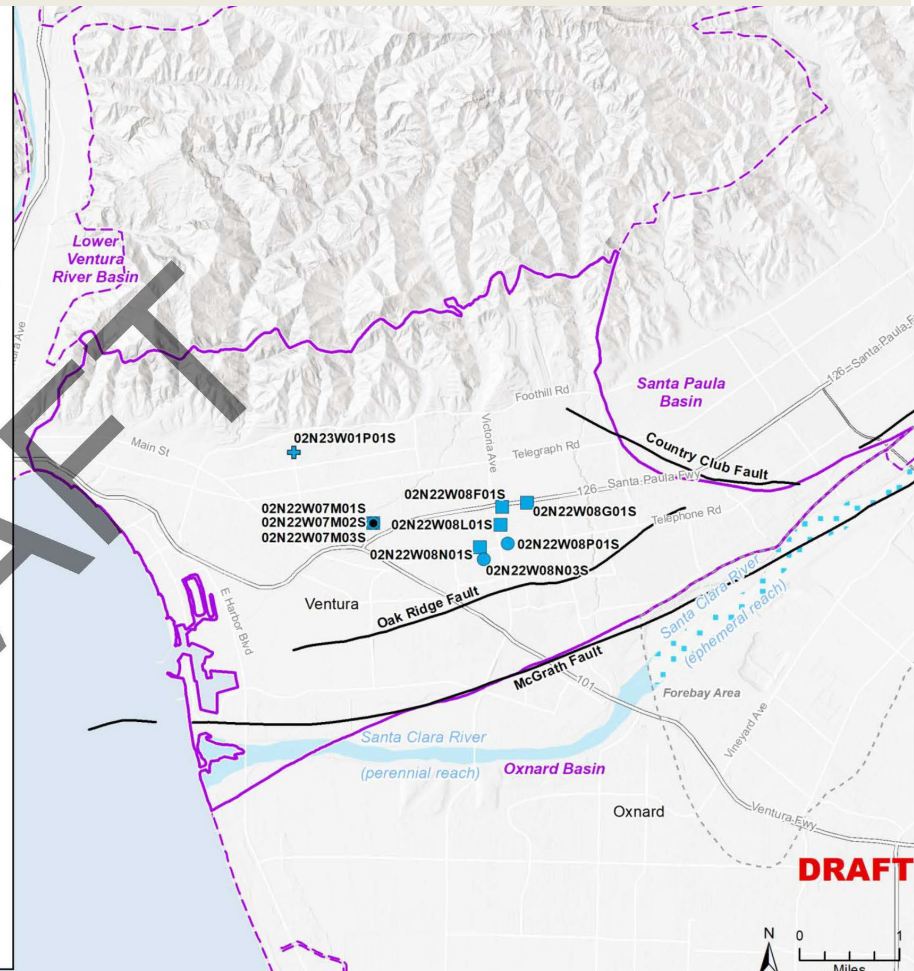 Lower
Ventura
River Basin
Santa Paula
Basin
126
Santa Paula F
Foothill Rd
Main St
Victoria Ave
Telegraph Rd
Country Club Fault
02N23W01P01S
02N22W08F01S
126
Santa Paula Fwy
02N22W07M01S
02N22W07M02S
02N22W07M03S
02N22W08G01S
02N22W08L01S
Telephone Rd
02N22W08P01S
02N22W08N01S
02N22W08N03S
E Harbor Blvd
Ventura
Oak Ridge Fault
Santa Clara River
(ephemeral reach)
McGrath Fault
101
Forebay Area
Vineyard Ave
Santa Clara River
(perennial reach)
Oxnard Basin
Oxnard
Ventura Fwy
DRAFT
N
0
1
Miles